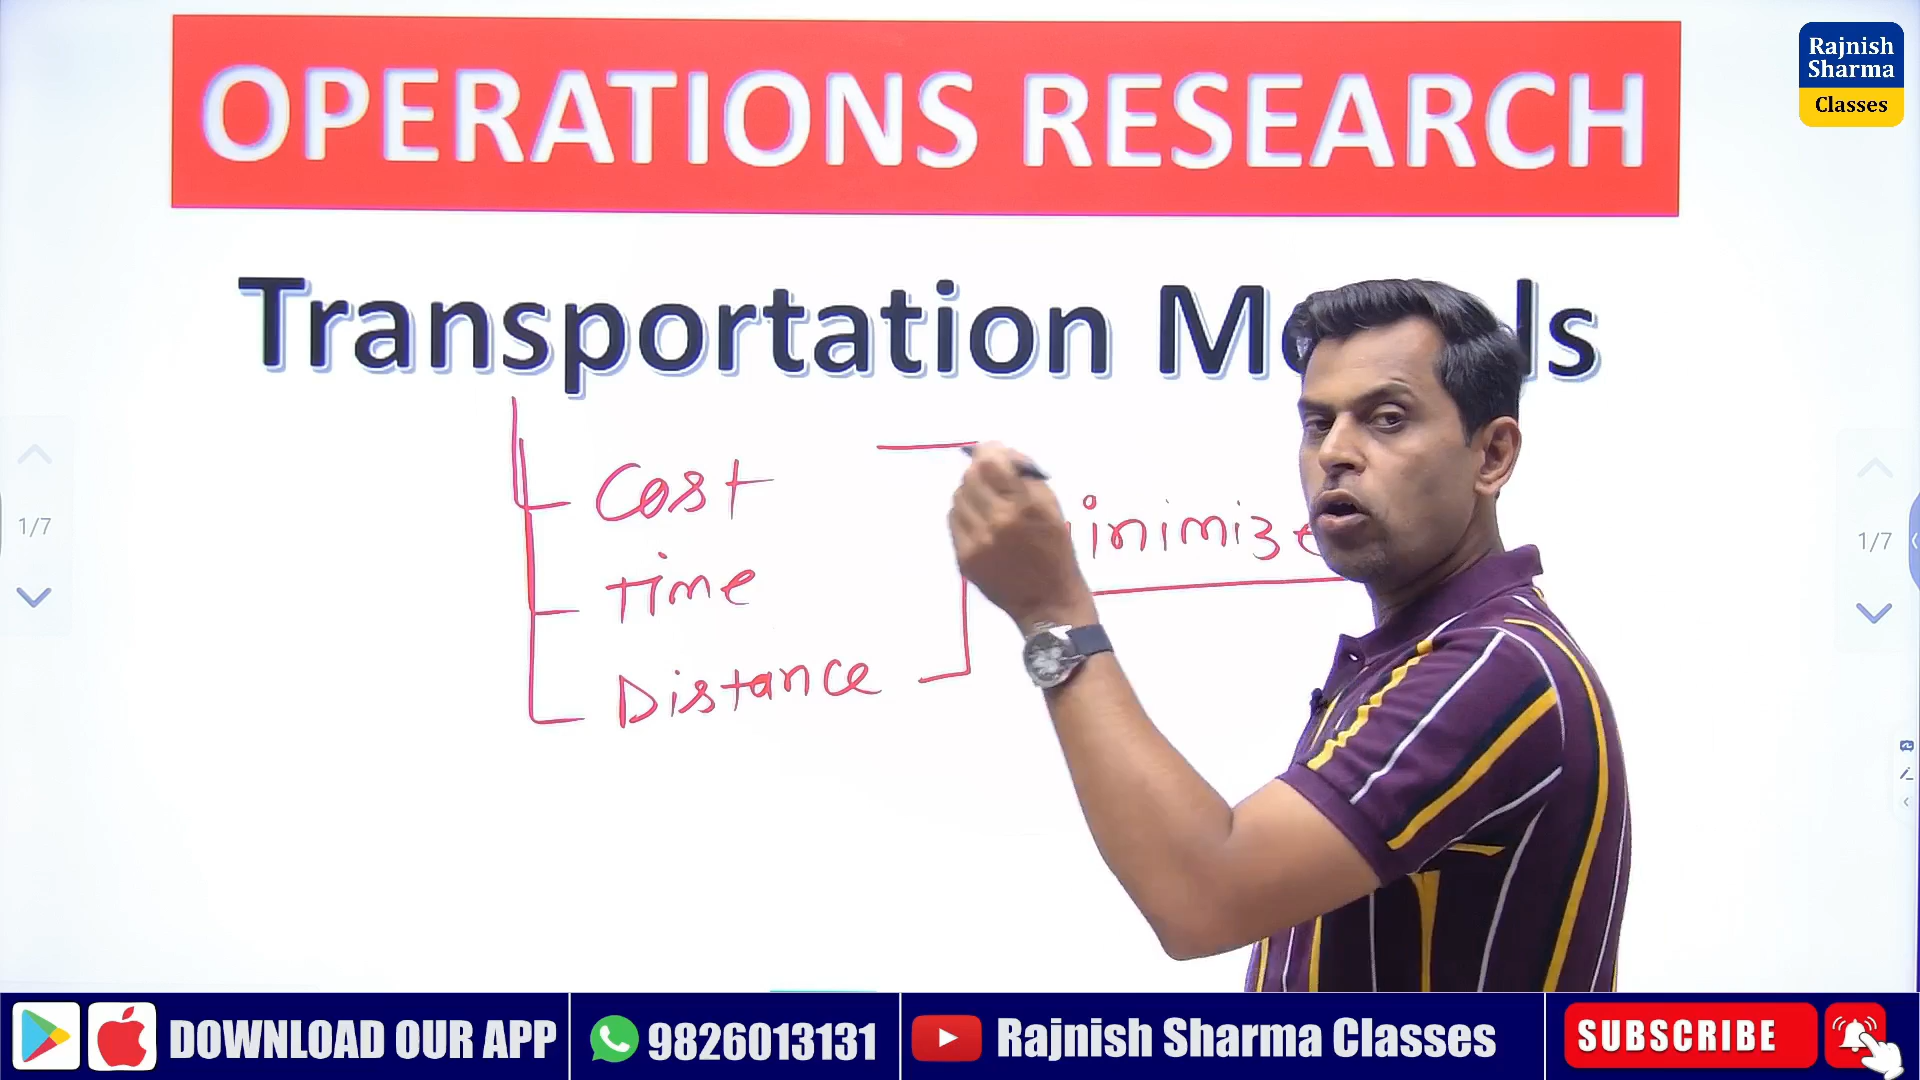 OPERATIONS RESEARCH
Rajnish
Sharma
Classes
Transportation M ls
Cost
Time
Distance
inimize
1/7
1/7
DOWNLOAD OUR APP
9826013131
Rajnish Sharma Classes
SUBSCRIBE